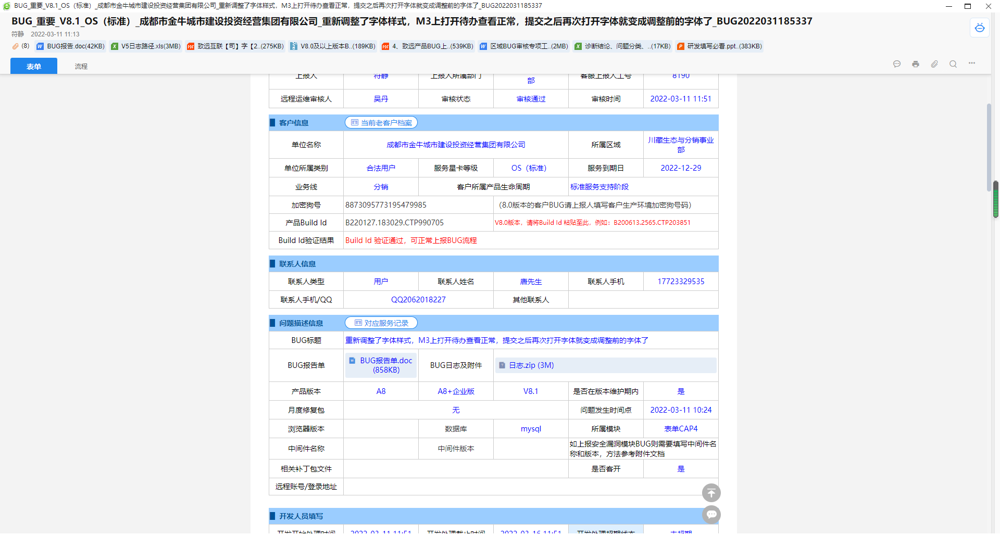 BUG_重要_V8.1_OS（标准）_成都市金牛城市建设投资经营集团有限公司_重新调整了字体样式，M3上打开待办查看正常，提交之后再次打开字体就变成调整前的字体了_BUG2022031185337
BUG_重要_V8.1_OS（标准）_成都市金牛城市建设投资经营集团有限公司_重新调整了字体样式，M3上打开待办查看正常，提交之后再次打开字体就变成调整前的字体了_BUG2022031185337
符静 2022-03-11 11:13
(8) BUG报告.doc(42KB) V5日志路径.xls(3MB) 致远互联【司】字【2..(275KB) V8.0及以上版本B..(189KB) 4、致远产品BUG上..(539KB) 区域BUG审核专项工..(2MB) 诊断结论、问题分类、..(17KB) 研发填写必看.ppt..(383KB)
表单 流程
上报人 符静 上报人所属部门 部 客服上报人工号 8190
远程运维审核人 吴丹 审核状态 审核通过 审核时间 2022-03-11 11:51
客户信息 当前老客户档案
单位名称 成都市金牛城市建设投资经营集团有限公司 所属区域 川藏生态与分销事业
部
单位所属类别 合法用户 服务星卡等级 OS（标准） 服务到期日 2022-12-29
业务线 分销 客户所属产品生命周期 标准服务支持阶段
加密狗号 8873095773195479985 （8.0版本的客户BUG请上报人填写客户生产环境加密狗号码）
产品Build Id B220127.183029.CTP990705 V8.0版本，请将Build Id 粘贴至此，例如：B200613.2565.CTP203851
Build Id验证结果 Build Id 验证通过，可正常上报BUG流程
联系人信息
联系人类型 用户 联系人姓名 唐先生 联系人手机 17723329535
联系人手机/QQ QQ2062018227 其他联系人
问题描述信息 对应服务记录
BUG标题 重新调整了字体样式，M3上打开待办查看正常，提交之后再次打开字体就变成调整前的字体了
BUG报告单 BUG报告单.doc BUG日志及附件 日志.zip (3M)
(858KB)
产品版本 A8 A8+企业版 V8.1 是否在版本维护期内 是
月度修复包 无 问题发生时间点 2022-03-11 10:24
浏览器版本 数据库 mysql 所属模块 表单CAP4
中间件名称 中间件版本 如上报安全漏洞模块BUG则需要填写中间件名
称和版本，方法参考附件文档
相关补丁包文件 是否客开 是
远程账号/登录地址
开发人员填写
开发开始处理时间 2022-03-11 11:51 开发处理截止时间 2022-03-16 11:51 开发处理超期状态 未超期